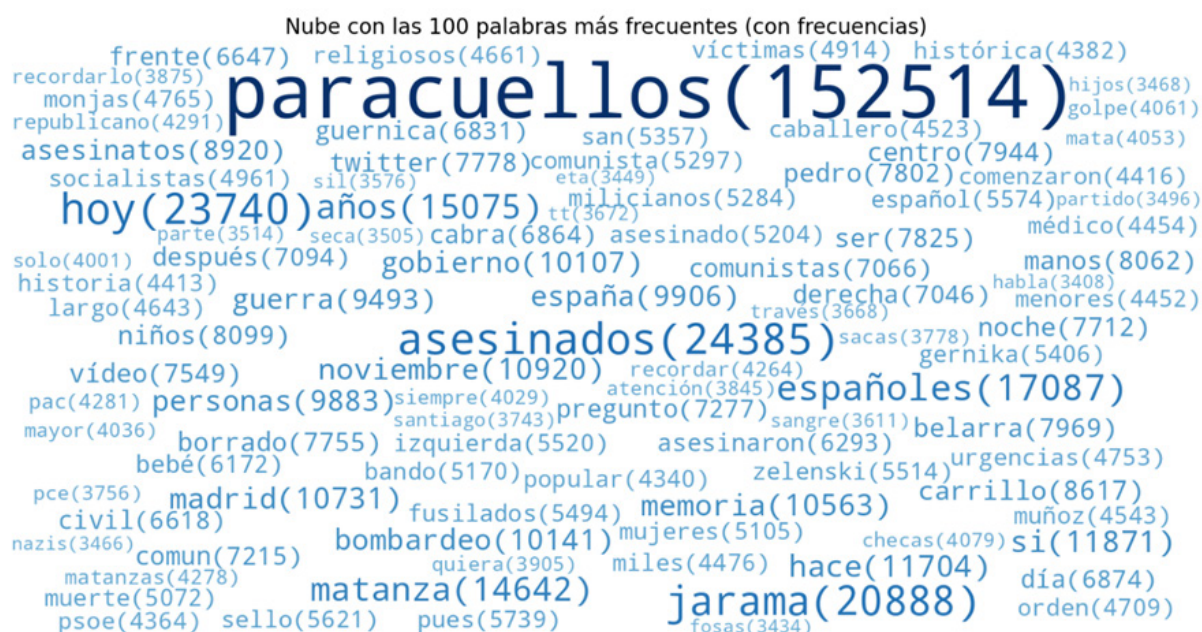 Nube con las 100 palabras más frecuentes (con frecuencias)
frente(6647) religiosos(4661) víctimas(4914) histórica(4382)
recordarlo(3875) paracuellos(152514) hijos(3468)
monjas(4765) golpe(4061)
republicano(4291) guernica(6831) san(5357) caballero(4523) mata(4053)
asesinatos(8920) twitter(7778) comunista(5297) centro(7944)
socialistas(4961) sil(3576) eta(3449) pedro(7802) comenzaron(4416)
hoy(23740) años(15075) tt(3672) milicianos(5284) español(5574) partido(3496)
parte(3514) seca(3505) cabra(6864) asesinado(5204) ser(7825) médico(4454)
solo(4001) después(7094) gobierno(10107) comunistas(7066) manos(8062)
historia(4413) habla(3408)
largo(4643) guerra(9493) españa(9906) derecha(7046) menores(4452)
través(3668)
niños(8099) asesinados(24385) sacas(3778) noche(7712)
gernika(5406)
vídeo(7549) noviembre(10920) recordar(4264)
pac(4281) personas(9883) siempre(4029) atención(3845) españoles(17087)
mayor(4036) santiago(3743) pregunto(7277) sangre(3611) belarra(7969)
borrado(7755) izquierda(5520) asesinaron(6293)
bebé(6172) bando(5170) popular(4340) zelenski(5514) urgencias(4753)
pce(3756) madrid(10731) memoria(10563) carrillo(8617)
civil(6618) fusilados(5494) mujeres(5105) muñoz(4543)
nazis(3466) comun(7215) bombardeo(10141) checas(4079) si(11871)
matanzas(4278) quiera(3905) miles(4476) hace(11704) día(6874)
muerte(5072) matanza(14642) jarama(20888) orden(4709)
psoe(4364) sello(5621) pues(5739) fosas(3434)